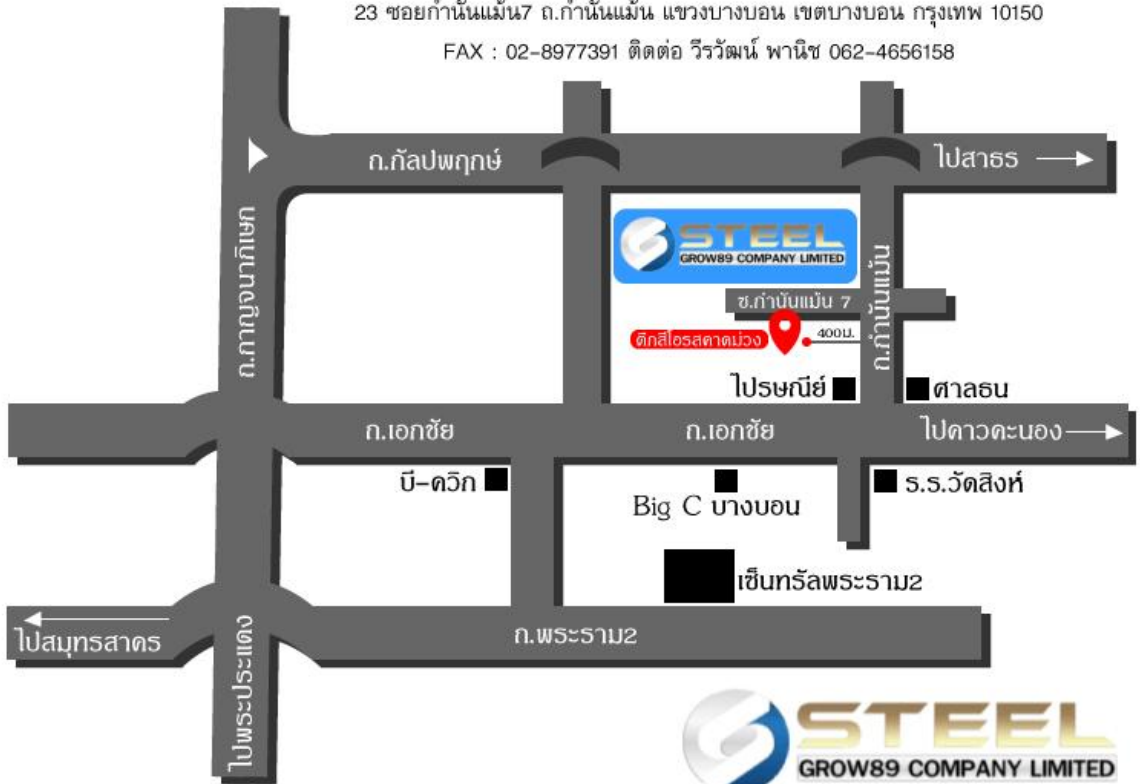 23 ซอยกำนันแม้น7 ถ.กำนันแม้น แขวงบางบอน เขตบางบอน กรุงเทพ 10150
FAX : 02-8977391 ติดต่อ วีรวัฒน์ พานิช 062-4656158
ถ.กัลปพฤกษ์
ไปสาธร
ถ.กาญจนาภิเษก
STEEL
GROW89 COMPANY LIMITED
ซ.กำนันแม้น 7
ถ.กำนันแม้น
ตึกสีโอรสคาดม่วง
400ม.
ไปรษณีย์
ศาลธน
ถ.เอกชัย
ถ.เอกชัย
ไปดาวคะนอง
บี-ควิก
Big C บางบอน
ร.ร.วัดสิงห์
เซ็นทรัลพระราม2
ไปสมุทรสาคร
ถ.พระราม2
ไปพระประแดง
STEEL
GROW89 COMPANY LIMITED